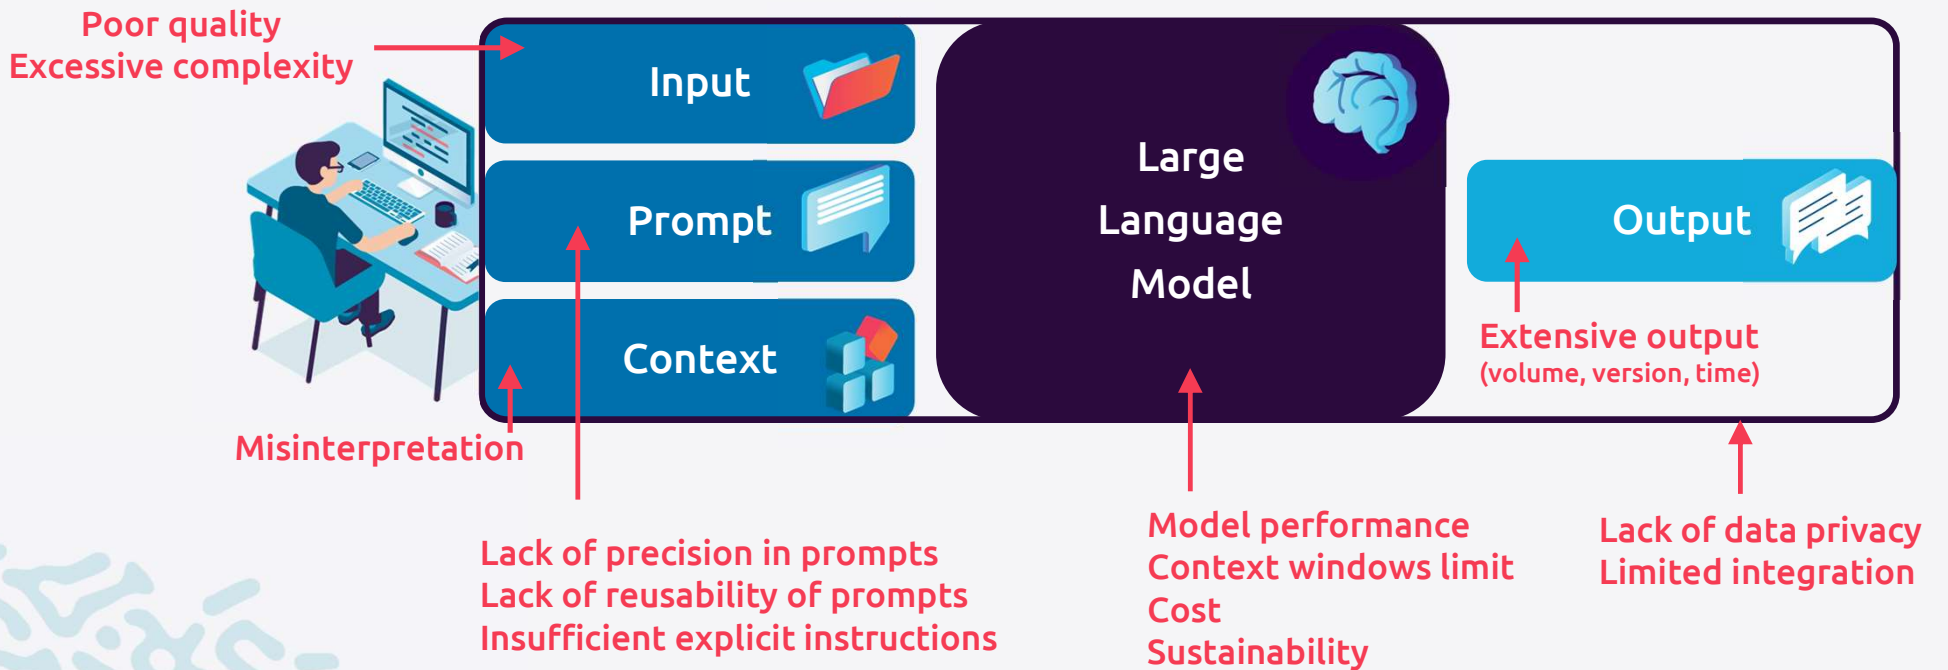 Poor quality
Excessive complexity
Input
Prompt
Context
Large
Language
Model
Output
Extensive output
(volume, version, time)
Misinterpretation
Lack of precision in prompts
Lack of reusability of prompts
Insufficient explicit instructions
Model performance
Context windows limit
Cost
Sustainability
Lack of data privacy
Limited integration